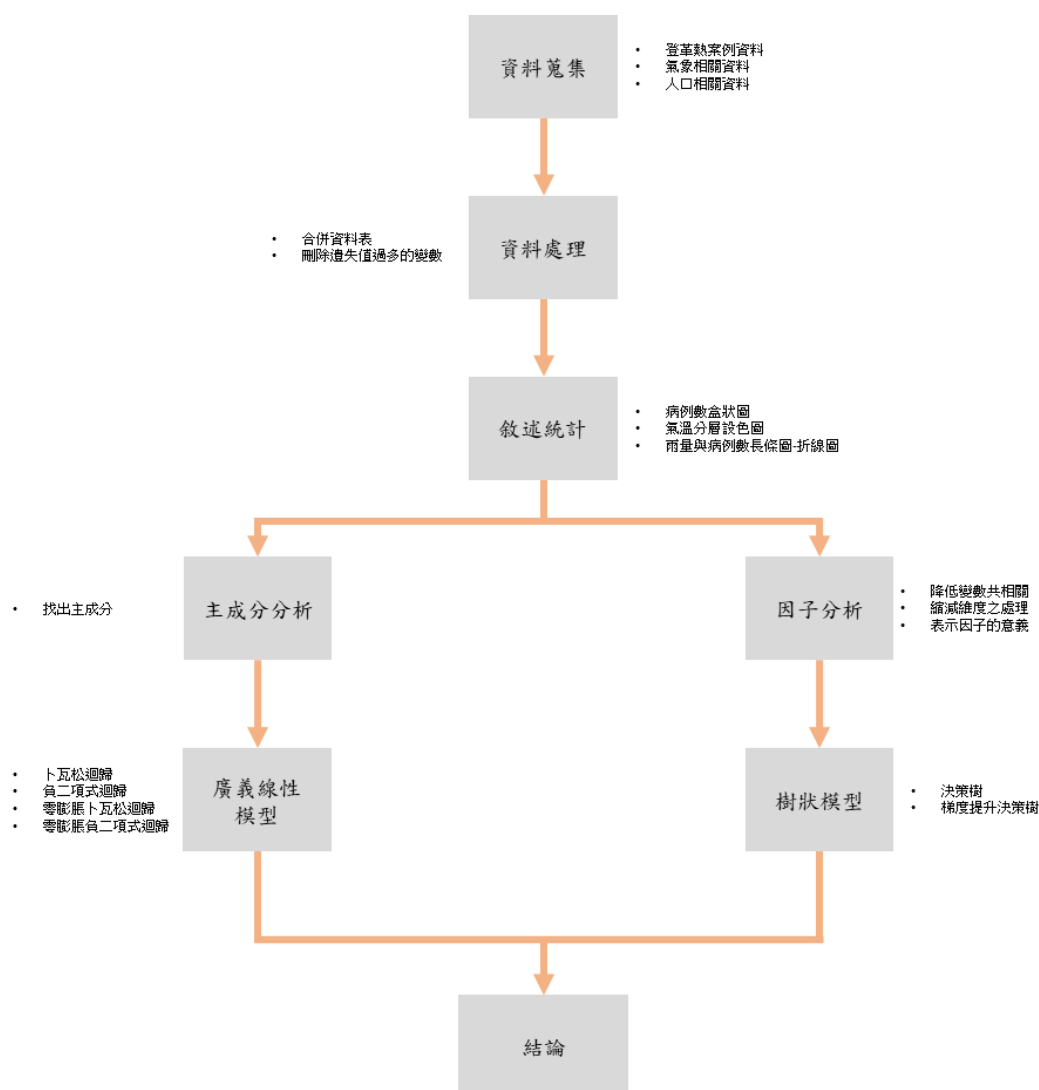 資料蒐集
• 登革熱案例資料
• 氣象相關資料
• 人口相關資料
資料處理
• 合併資料表
• 刪除遺失值過多的變數
敘述統計
• 病例數盒狀圖
• 氣溫分層設色圖
• 雨量與病例數長條圖-折線圖
主成分分析
• 找出主成分
因子分析
• 降低變數共相關
• 縮減維度之處理
• 表示因子的意義
廣義線性
模型
• 卜瓦松迴歸
• 負二項式迴歸
• 零膨脹卜瓦松迴歸
• 零膨脹負二項式迴歸
樹狀模型
• 決策樹
• 梯度提升決策樹
結論